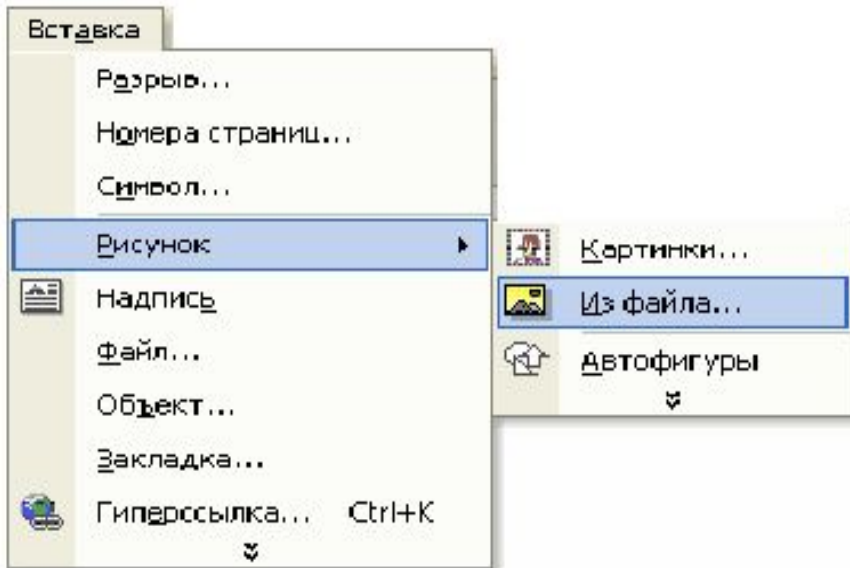 Вставка
Разрыв...
Номера страниц...
Символ...
Рисунок
Надпись
Файл...
Объект...
Закладка...
Гиперссылка... Ctrl+K
Картинки...
Из файла...
Автофигуры